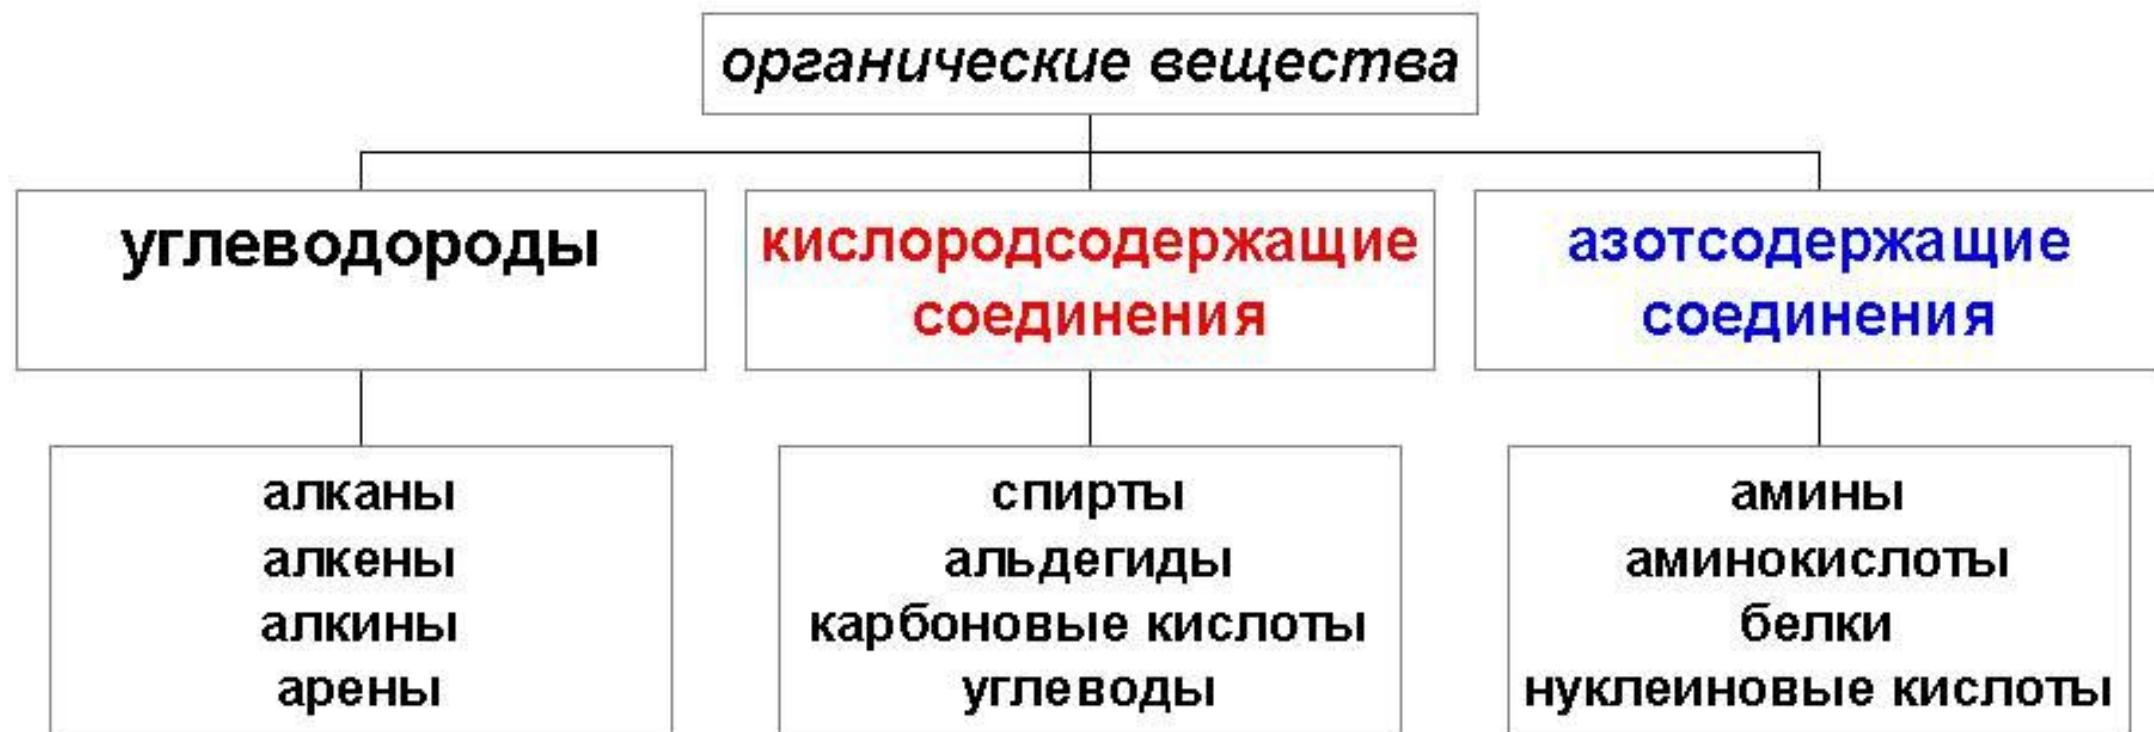 органические вещества
углеводороды
кислородсодержащие
соединения
азотсодержащие
соединения
алканы
алкены
алкины
арены
спирты
альдегиды
карбоновые кислоты
углеводы
амины
аминокислоты
белки
нуклеиновые кислоты